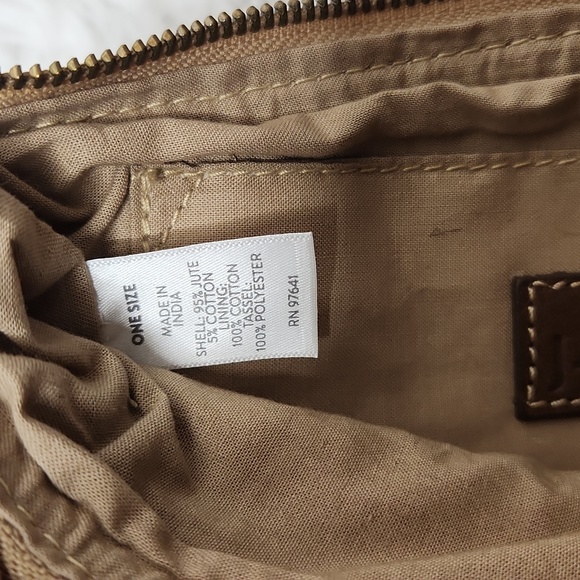 ONE SIZE
MADE IN
INDIA
SHELL: 95% JUTE
5% COTTON
LINING:
100% COTTON
TASSEL:
100% POLYESTER
RN 97641